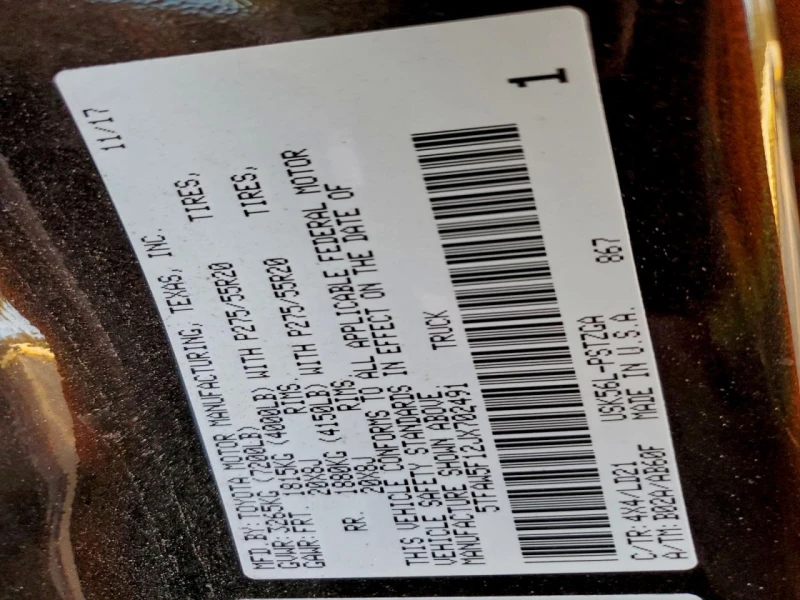 11/17
MFD. BY: TOYOTA MOTOR MANUFACTURING, TEXAS, INC.
GVWR: 3265KG (7200LB)
GAWR: FRT. 1815KG (4000LB) WITH P275/55R20 TIRES,
20X8J RIMS.
RR. 1880KG (4150LB) WITH P275/55R20 TIRES,
20X8J RIMS.
THIS VEHICLE CONFORMS TO ALL APPLICABLE FEDERAL MOTOR
VEHICLE SAFETY STANDARDS IN EFFECT ON THE DATE OF
MANUFACTURE SHOWN ABOVE.
5TFAW5F12JX702491 TRUCK
1
C/TR: 4X4/LD21 USK56L-PSTZGA 867
A/TM: B02A/AB60F MADE IN U.S.A.